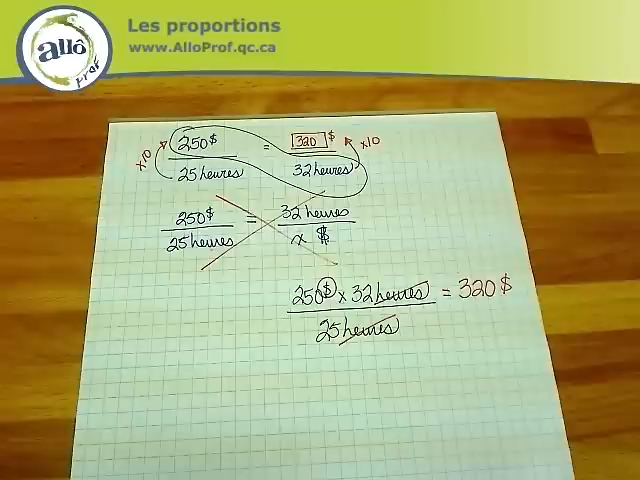 allô prof
Les proportions
www.AlloProf.qc.ca
x10 250$ = 320 $ x10
25 heures 32 heures
250$ = 32 heures
25 heures x $
250$ x 32 heures = 320 $
25 heures